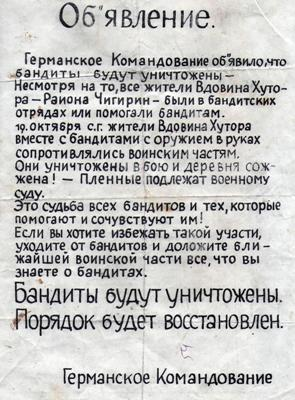 Об"явление.
Германское Командование об"явило, что
бандиты будут уничтожены —
Несмотря на то, все жители Вдовина Хуто-
ра — Района Чигирин — были в бандитских
отрядах или помогали бандитам.
19. октября с.г. жители Вдовина Хутора
вместе с бандитами с оружием в руках
сопротивлялись воинским частям.
Они уничтожены в бою и деревня сож-
жена! — Пленные подлежат военному
суду.
Это судьба всех бандитов и тех, которые
помогают и сочувствуют им!
Если вы хотите избежать такой участи,
уходите от бандитов и доложите бли-
жайшей воинской части все, что вы
знаете о бандитах.
Бандиты будут уничтожены.
Порядок будет восстановлен.
Германское Командование